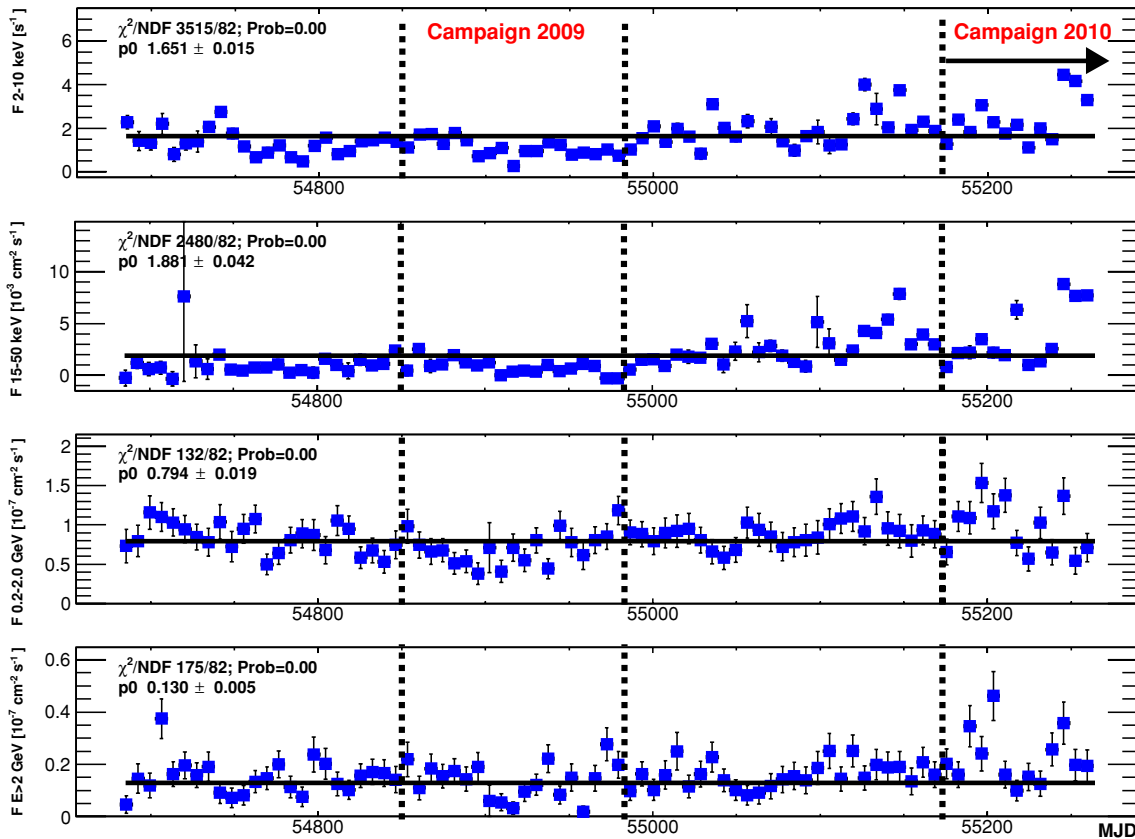 F 2-10 keV [s⁻¹]
χ²/NDF 3515/82; Prob=0.00
p0 1.651 ± 0.015
Campaign 2009
Campaign 2010
6
4
2
0
54800
55000
55200
F 15-50 keV [10⁻³ cm⁻² s⁻¹]
χ²/NDF 2480/82; Prob=0.00
p0 1.881 ± 0.042
10
5
0
54800
55000
55200
F 0.2-2.0 GeV [10⁻⁷ cm⁻² s⁻¹]
χ²/NDF 132/82; Prob=0.00
p0 0.794 ± 0.019
2
1.5
1
0.5
0
54800
55000
55200
F E>2 GeV [10⁻⁷ cm⁻² s⁻¹]
χ²/NDF 175/82; Prob=0.00
p0 0.130 ± 0.005
0.6
0.4
0.2
0
54800
55000
55200
MJD